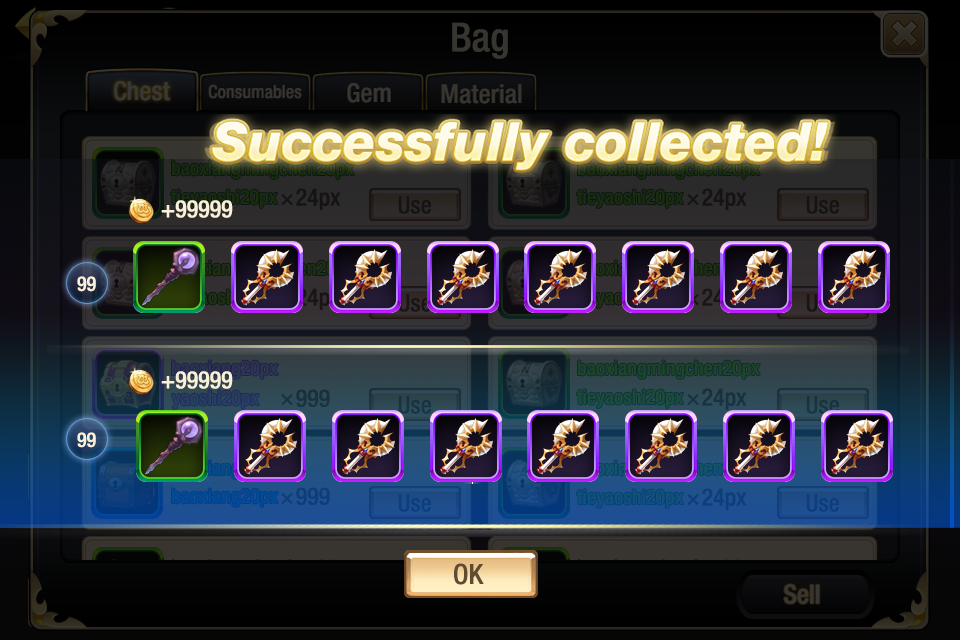 Bag
Chest Consumables Gem Material
Successfully collected!
baoxiangmingchen20px
tieyaoshi20px ×24px Use
baoxiangmingchen20px
tieyaoshi20px ×24px Use
+99999
99
+99999
baoxiang20px
yaoshi20px ×999 Use
baoxiangmingchen20px
tieyaoshi20px ×24px Use
99
baoxiang20px ×999 Use
tieyaoshi20px ×24px Use
OK
Sell